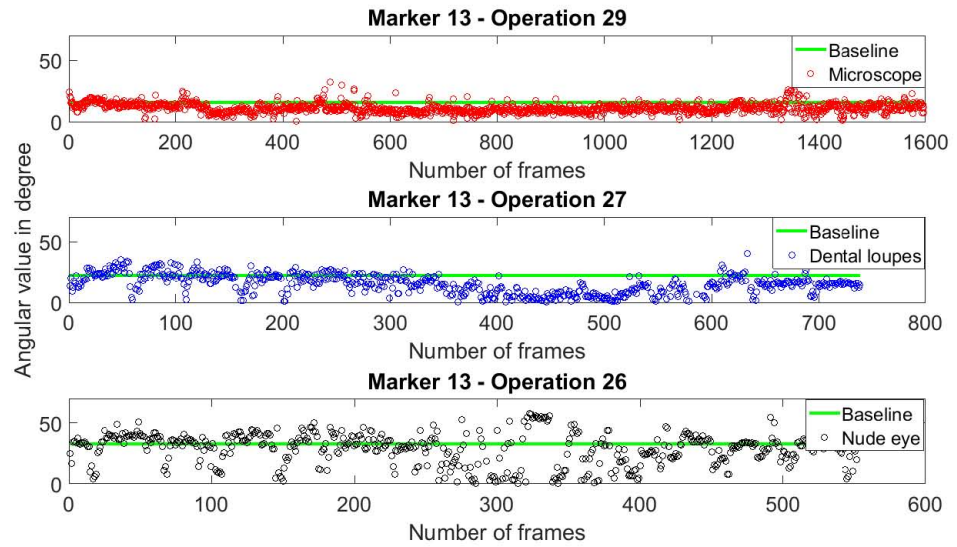 Marker 13 - Operation 29
50
0
Baseline
Microscope
0 200 400 600 800 1000 1200 1400 1600
Number of frames
Angular value in degree
Marker 13 - Operation 27
50
0
Baseline
Dental loupes
0 100 200 300 400 500 600 700 800
Number of frames
Marker 13 - Operation 26
50
0
Baseline
Nude eye
0 100 200 300 400 500 600
Number of frames